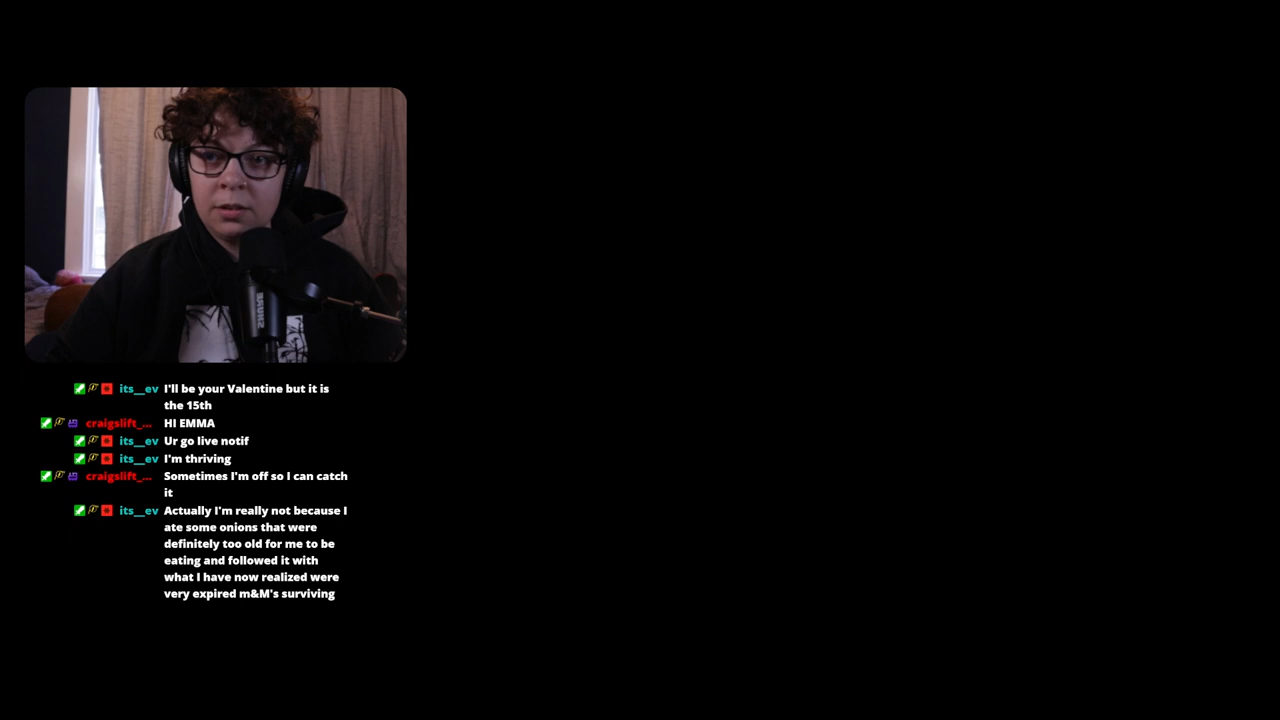 SHURE
its__ev I'll be your Valentine but it is
the 15th
craigslift_... HI EMMA
its__ev Ur go live notif
its__ev I'm thriving
craigslift_... Sometimes I'm off so I can catch
it
its__ev Actually I'm really not because I
ate some onions that were
definitely too old for me to be
eating and followed it with
what I have now realized were
very expired m&M's surviving